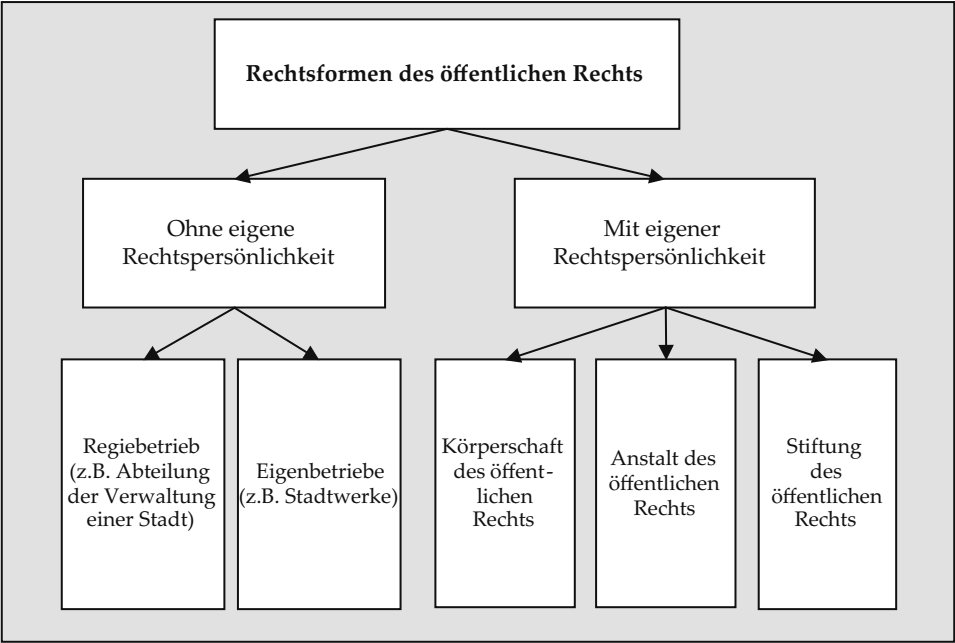 Rechtsformen des öffentlichen Rechts
Ohne eigene
Rechtspersönlichkeit
Mit eigener
Rechtspersönlichkeit
Regiebetrieb
(z.B. Abteilung
der Verwaltung
einer Stadt)
Eigenbetriebe
(z.B. Stadtwerke)
Körperschaft
des öffent-
lichen
Rechts
Anstalt des
öffentlichen
Rechts
Stiftung
des
öffentlichen
Rechts